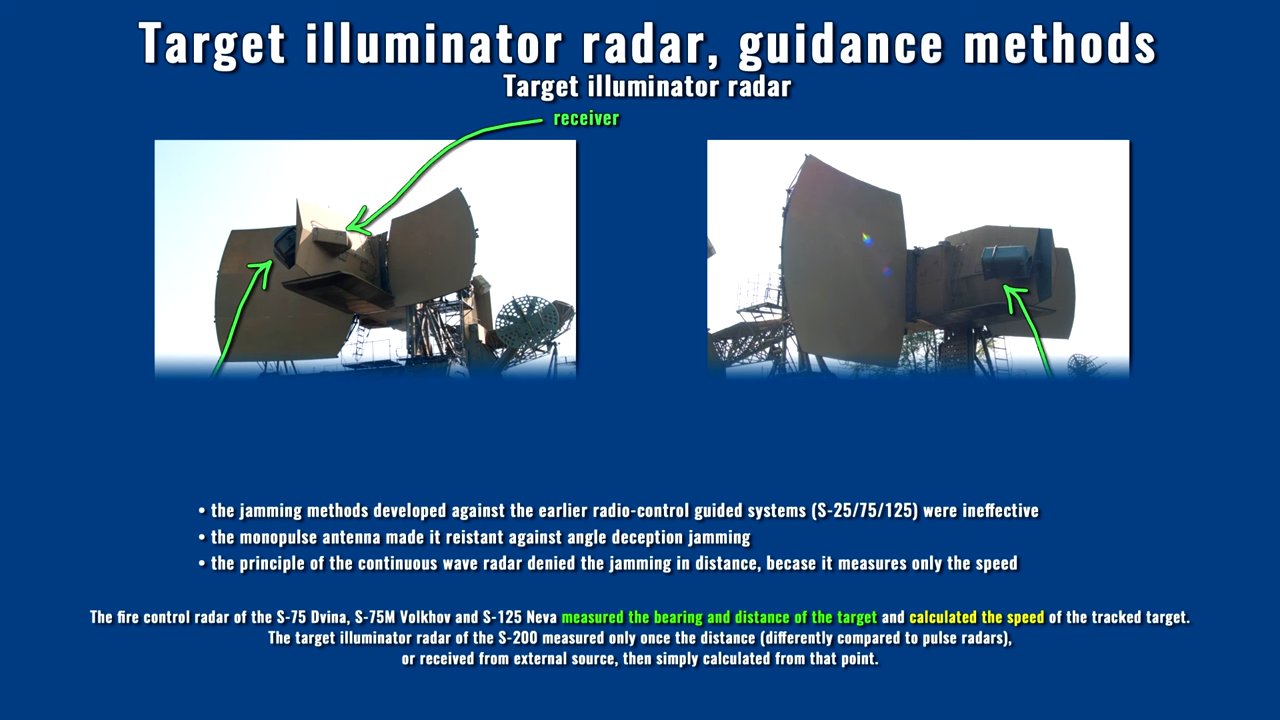 Target illuminator radar, guidance methods
Target illuminator radar
receiver
• the jamming methods developed against the earlier radio-control guided systems (S-25/75/125) were ineffective
• the monopulse antenna made it reistant against angle deception jamming
• the principle of the continuous wave radar denied the jamming in distance, becase it measures only the speed
The fire control radar of the S-75 Dvina, S-75M Volkhov and S-125 Neva measured the bearing and distance of the target and calculated the speed of the tracked target.
The target illuminator radar of the S-200 measured only once the distance (differently compared to pulse radars),
or received from external source, then simply calculated from that point.